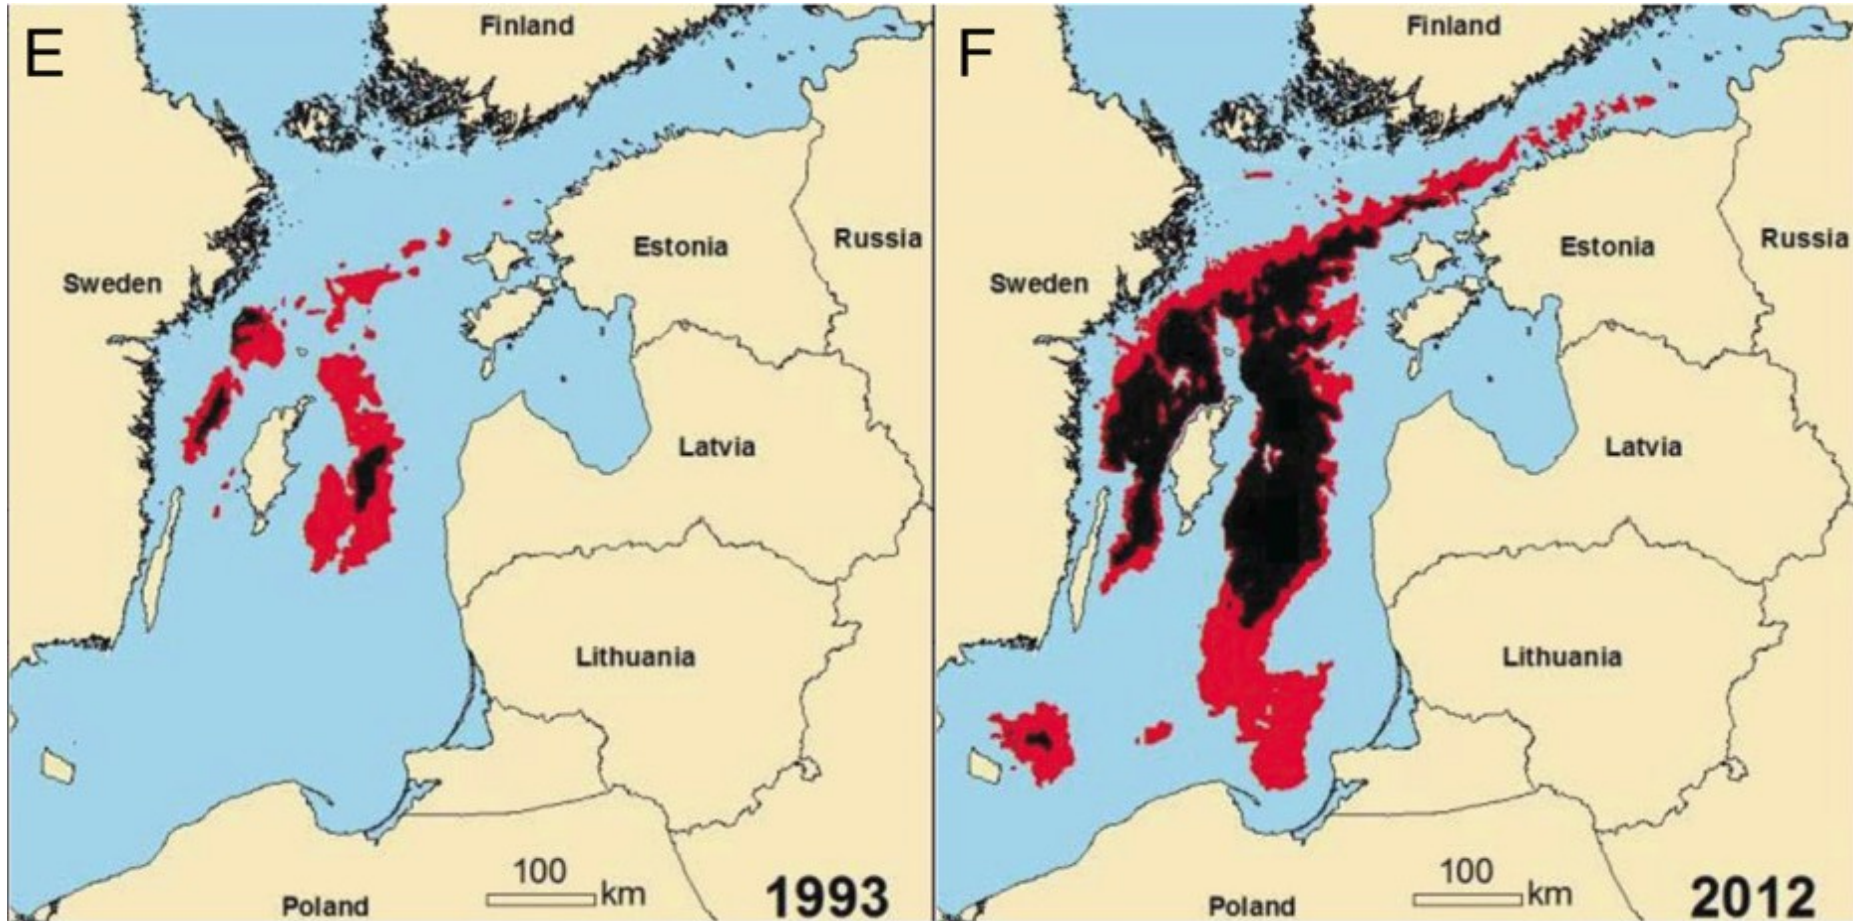 E
Finland
Estonia
Russia
Sweden
Latvia
Lithuania
100
km
Poland
1993
F
Finland
Estonia
Russia
Sweden
Latvia
Lithuania
100
km
Poland
2012